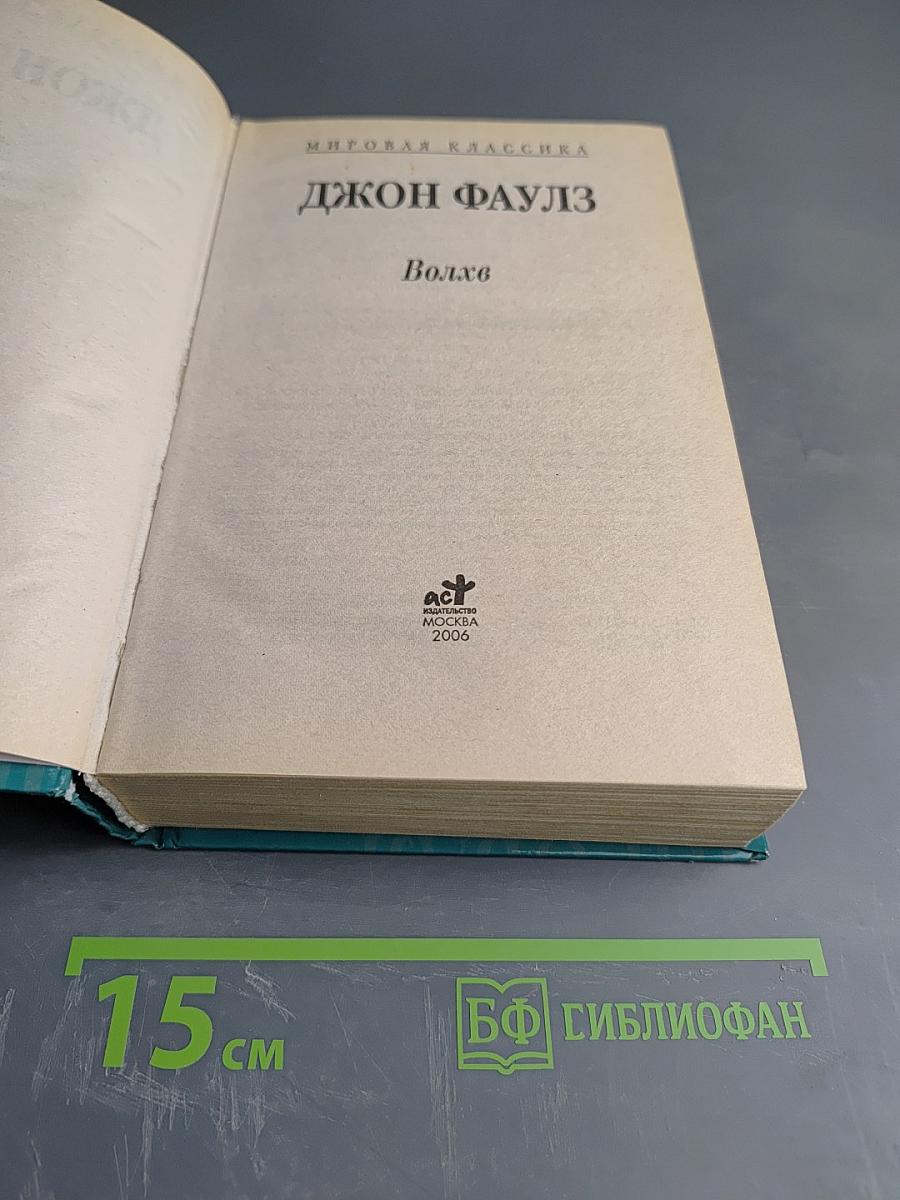 МИРОВАЯ КЛАССИКА
ДЖОН ФАУЛЗ
Волхв
аст
ИЗДАТЕЛЬСТВО
МОСКВА
2006
15 СМ
БФ БИБЛИОФАН